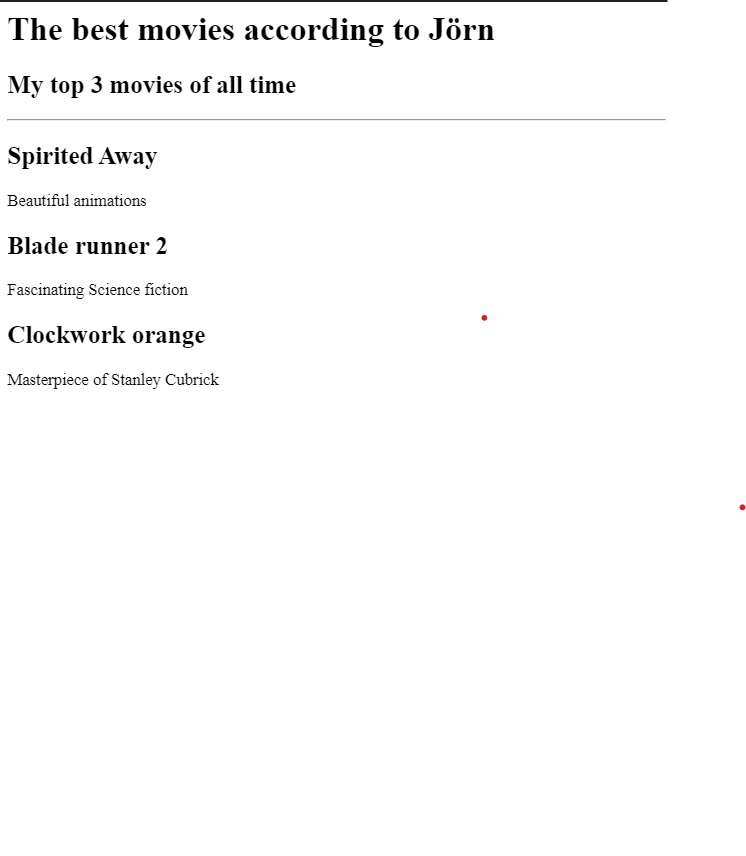 The best movies according to Jörn
My top 3 movies of all time
Spirited Away
Beautiful animations
Blade runner 2
Fascinating Science fiction
Clockwork orange
Masterpiece of Stanley Cubrick